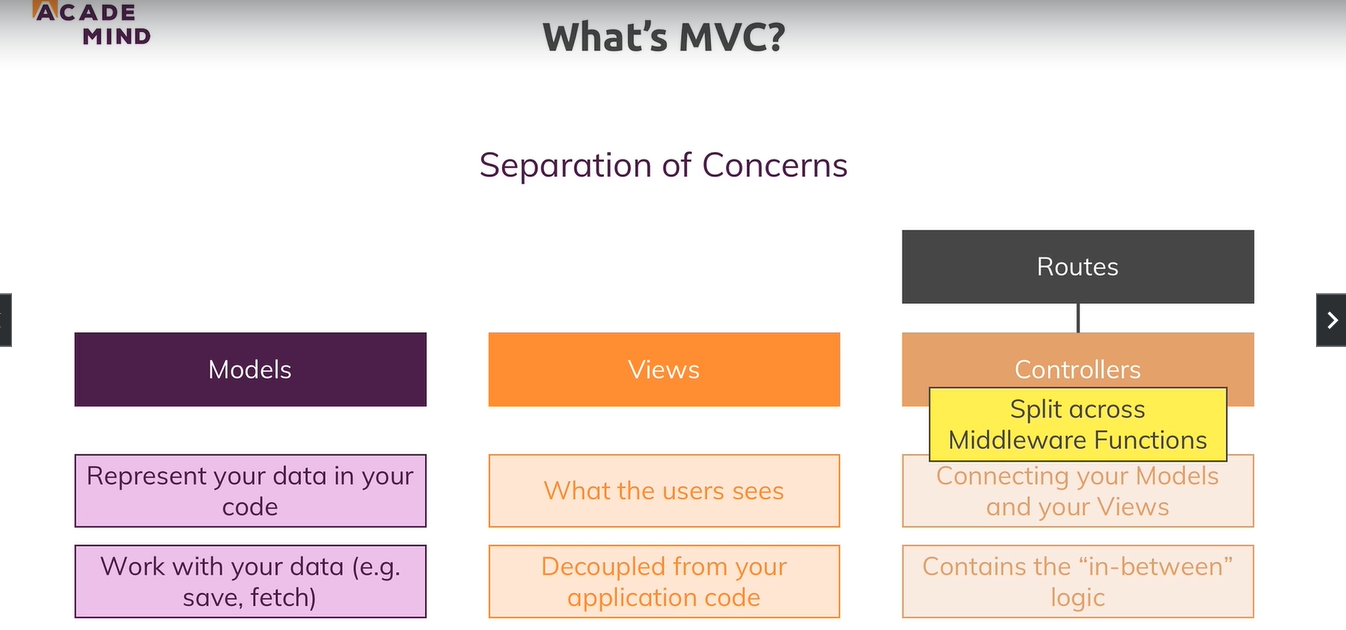 ACADE
MIND
What's MVC?
Separation of Concerns
Routes
Models
Views
Controllers
Split across
Middleware Functions
Represent your data in your
code
What the users sees
Connecting your Models
and your Views
Work with your data (e.g.
save, fetch)
Decoupled from your
application code
Contains the “in-between”
logic